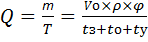 Q = m/T = Vo×ρ×φ/tз+to+ty